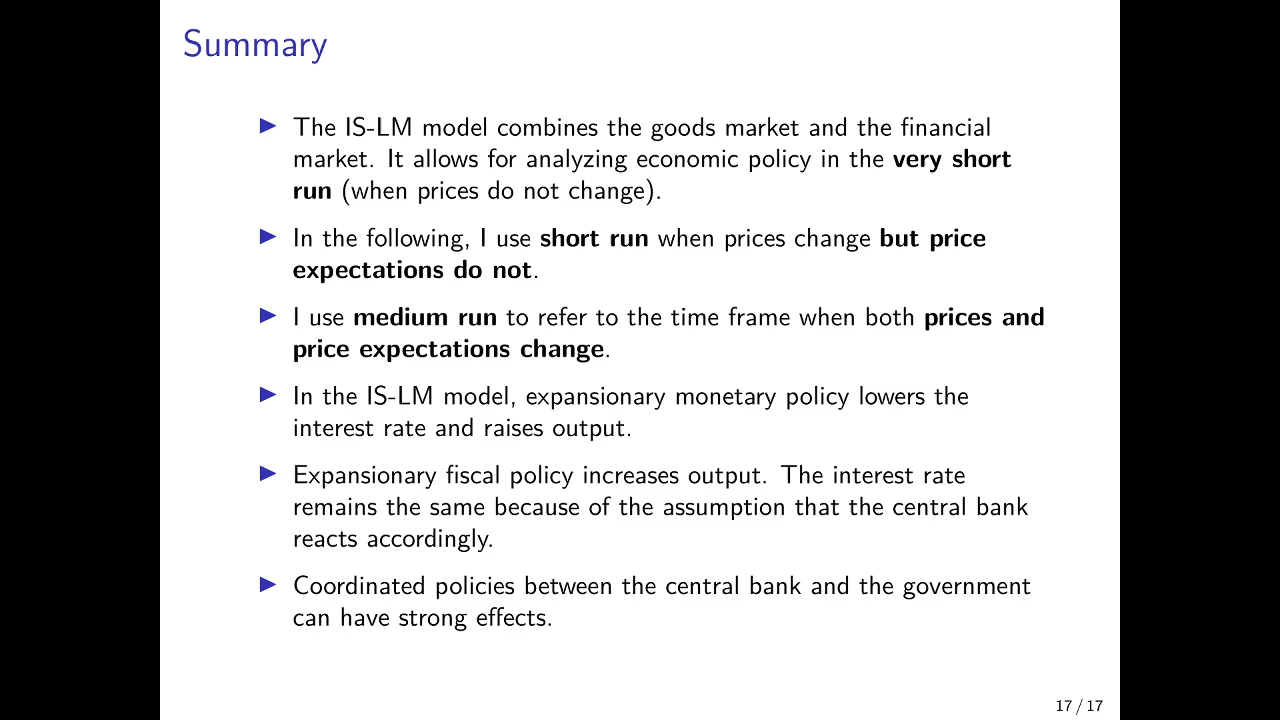 Summary
▶ The IS-LM model combines the goods market and the financial
market. It allows for analyzing economic policy in the very short
run (when prices do not change).
▶ In the following, I use short run when prices change but price
expectations do not.
▶ I use medium run to refer to the time frame when both prices and
price expectations change.
▶ In the IS-LM model, expansionary monetary policy lowers the
interest rate and raises output.
▶ Expansionary fiscal policy increases output. The interest rate
remains the same because of the assumption that the central bank
reacts accordingly.
▶ Coordinated policies between the central bank and the government
can have strong effects.
17 / 17